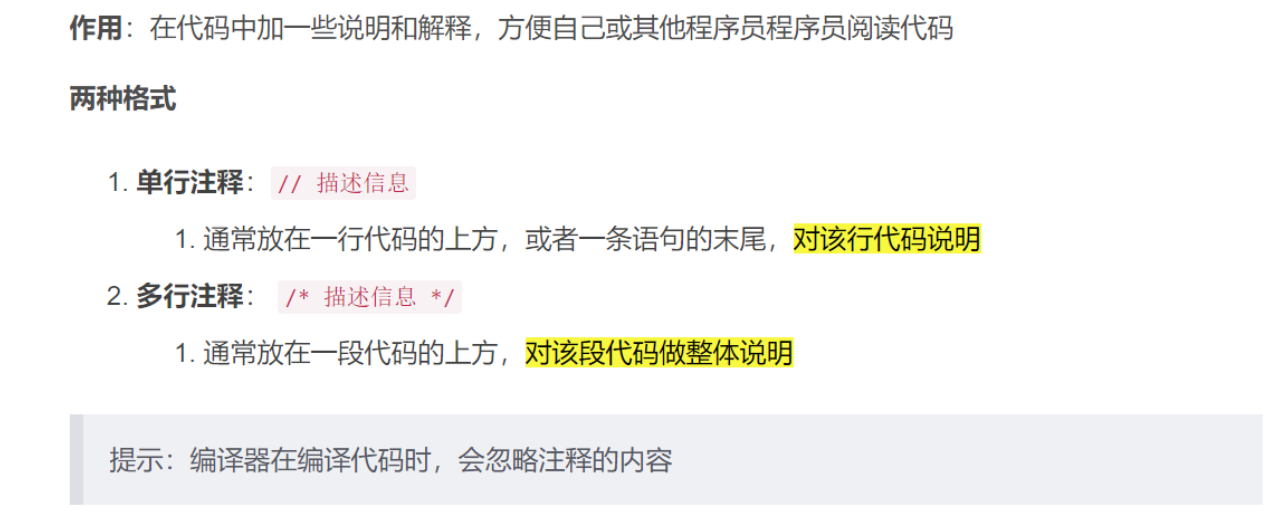 作用：在代码中加一些说明和解释，方便自己或其他程序员程序员阅读代码
两种格式
1. 单行注释： // 描述信息
1. 通常放在一行代码的上方，或者一条语句的末尾，对该行代码说明
2. 多行注释： /* 描述信息 */
1. 通常放在一段代码的上方，对该段代码做整体说明
提示：编译器在编译代码时，会忽略注释的内容